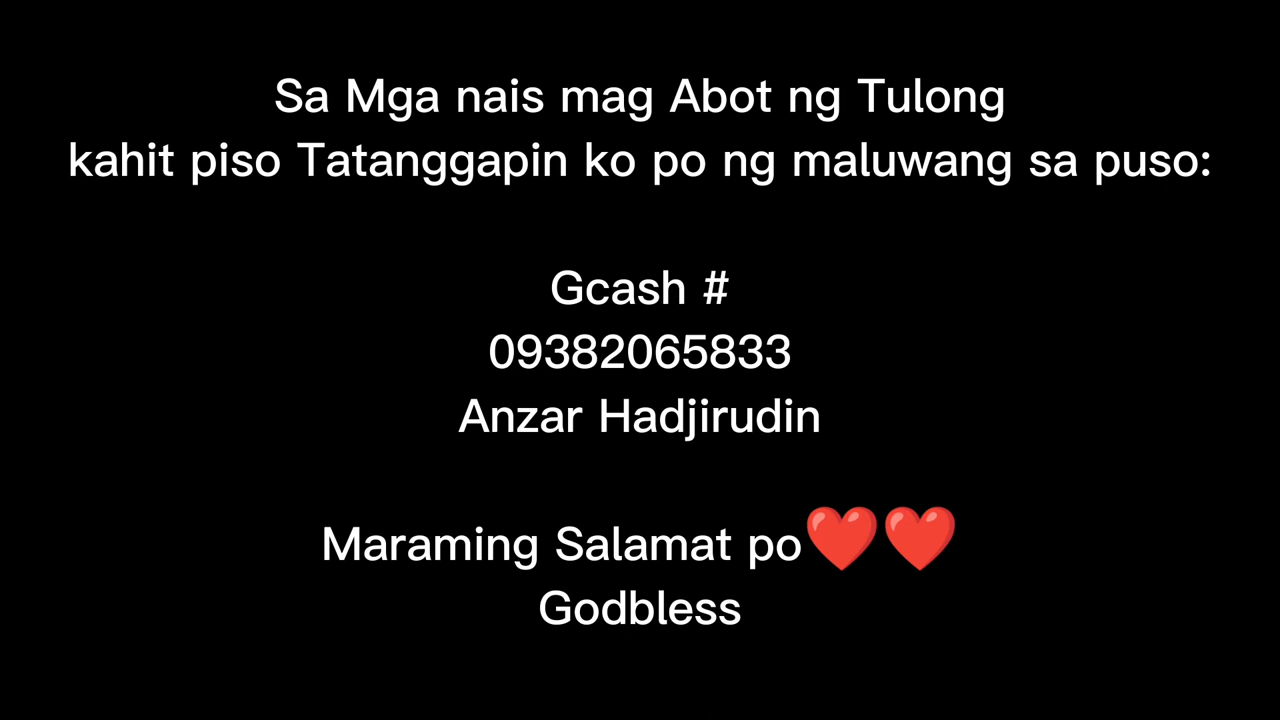 Sa Mga nais mag Abot ng Tulong
kahit piso Tatanggapin ko po ng maluwang sa puso:
Gcash #
09382065833
Anzar Hadjirudin
Maraming Salamat po❤️❤️
Godbless